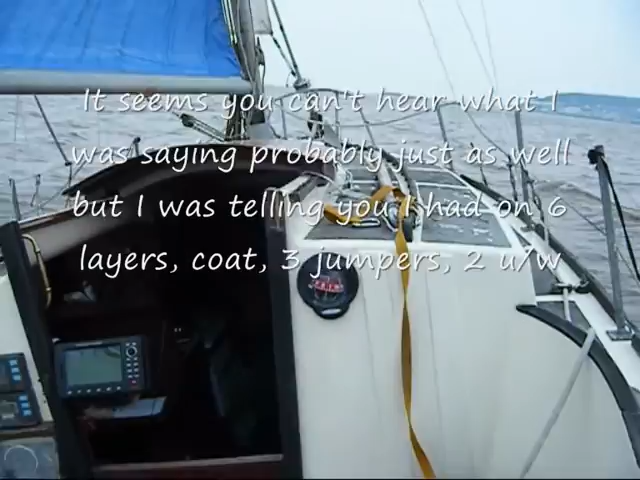 It seems you can't hear what I
was saying probably just as well
but I was telling you I had on 6
layers, coat, 3 jumpers, 2 u/w